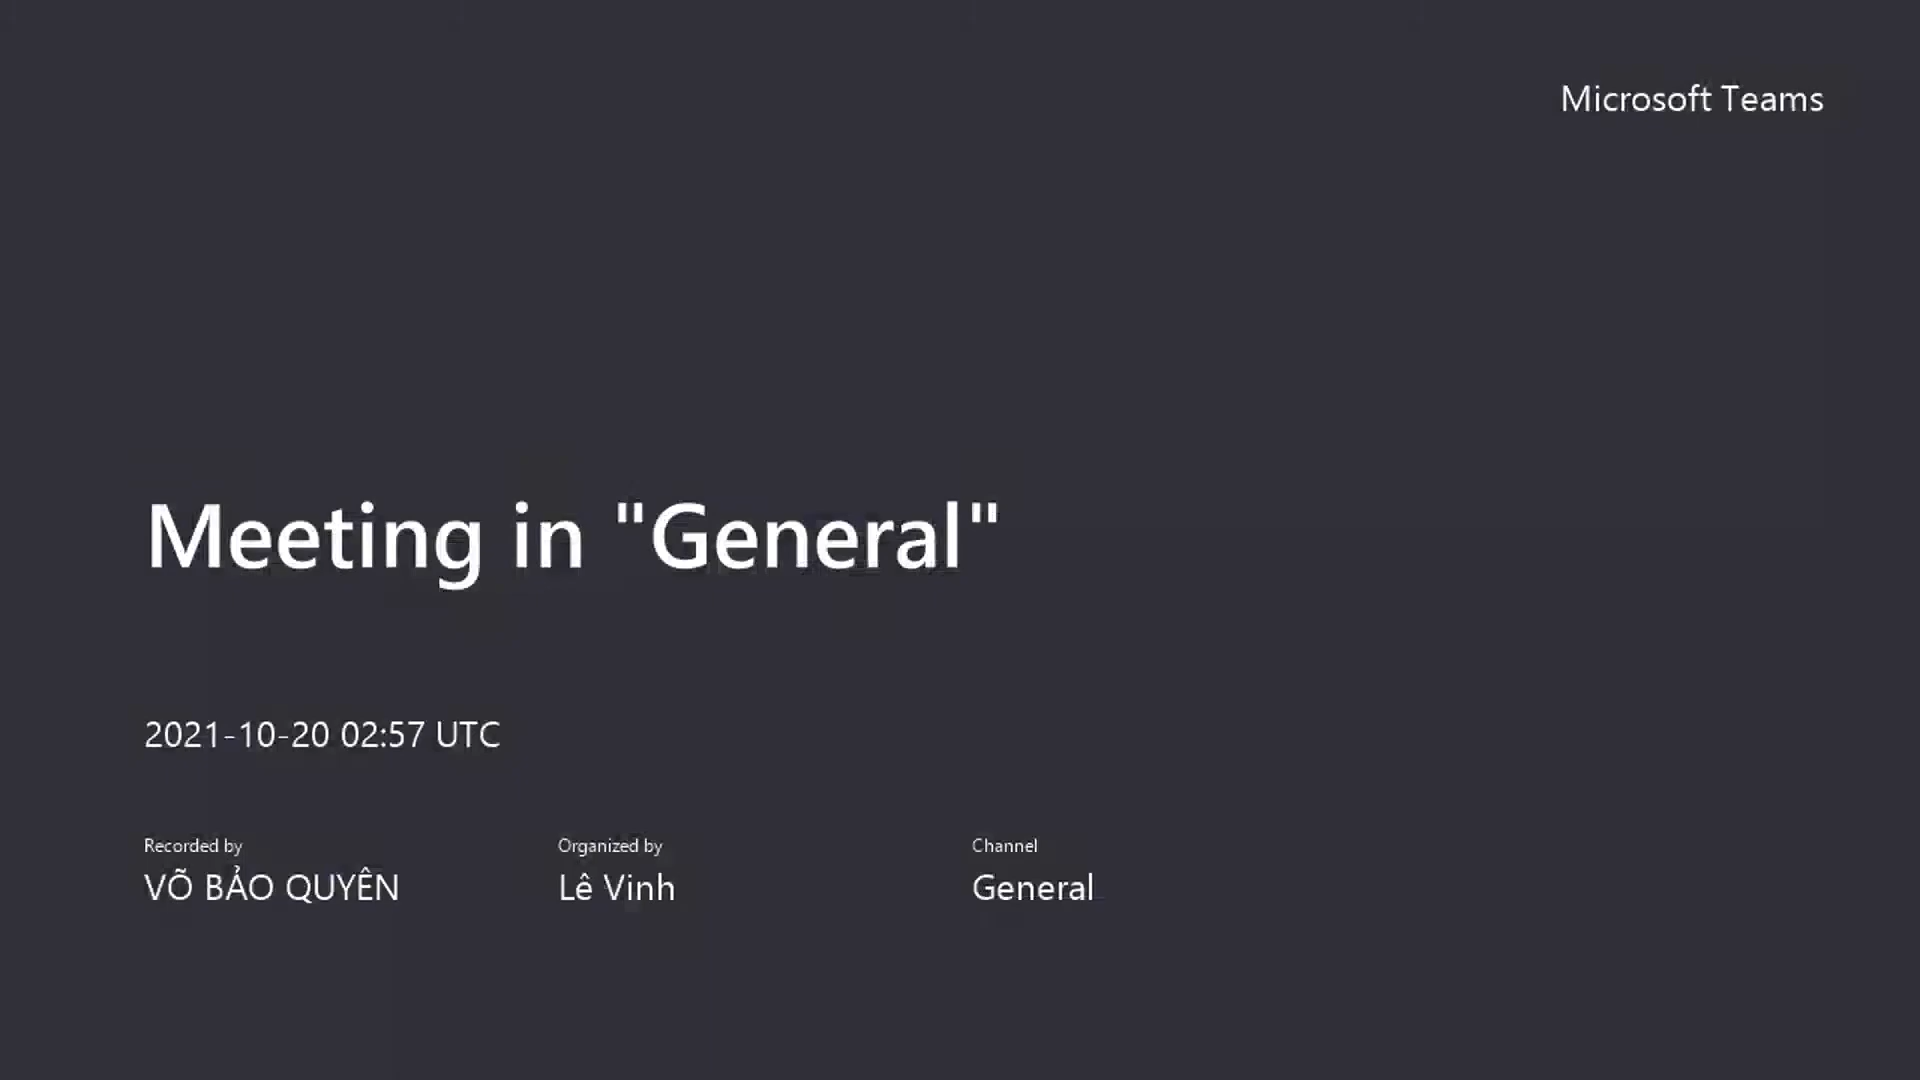 Microsoft Teams
Meeting in "General"
2021-10-20 02:57 UTC
Recorded by
VÕ BẢO QUYÊN
Organized by
Lê Vinh
Channel
General